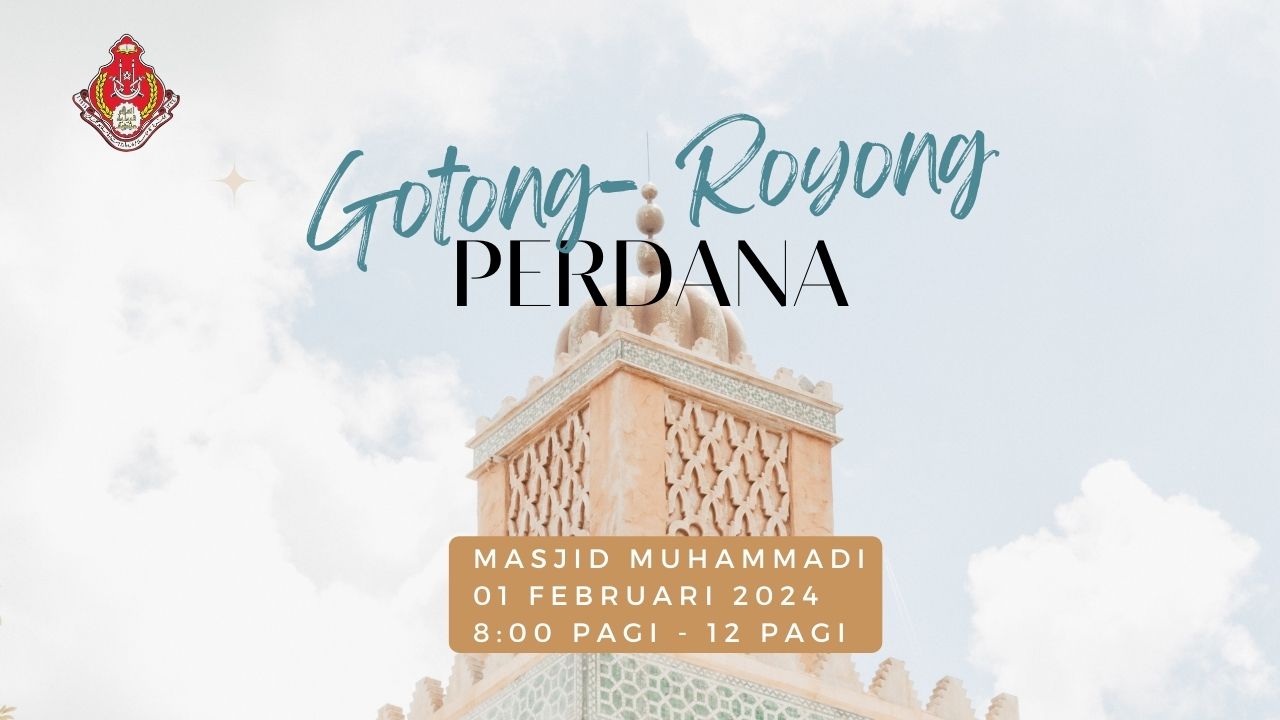 Gotong- Royong
PERDANA
MASJID MUHAMMADI
01 FEBRUARI 2024
8:00 PAGI - 12 PAGI